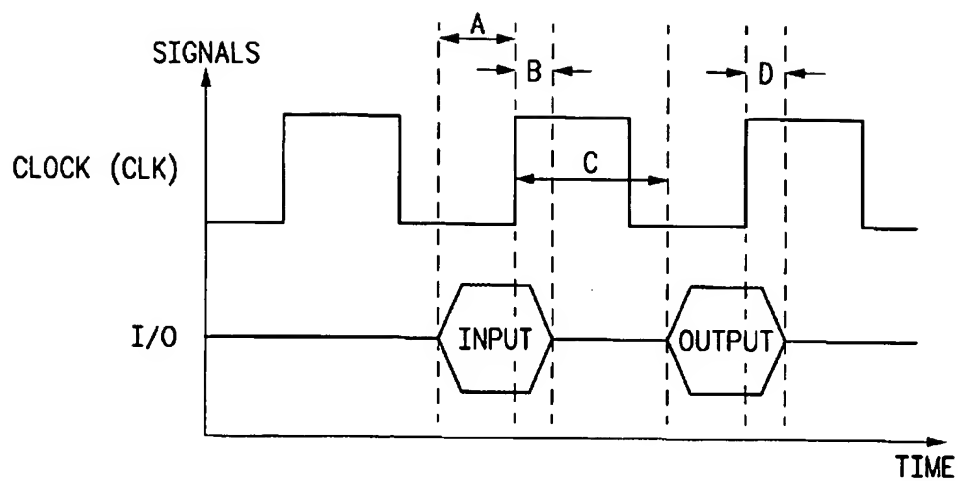 A
SIGNALS
B
D
CLOCK (CLK)
C
I/O
INPUT
OUTPUT
TIME